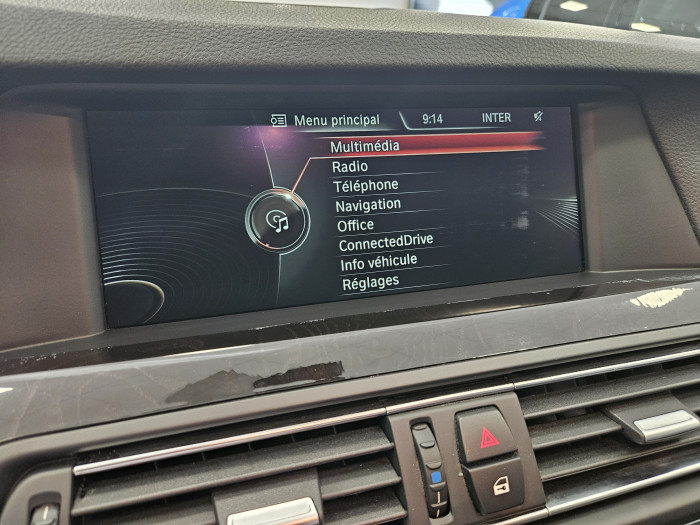 Menu principal 9:14 INTER
Multimédia
Radio
Téléphone
Navigation
Office
ConnectedDrive
Info véhicule
Réglages